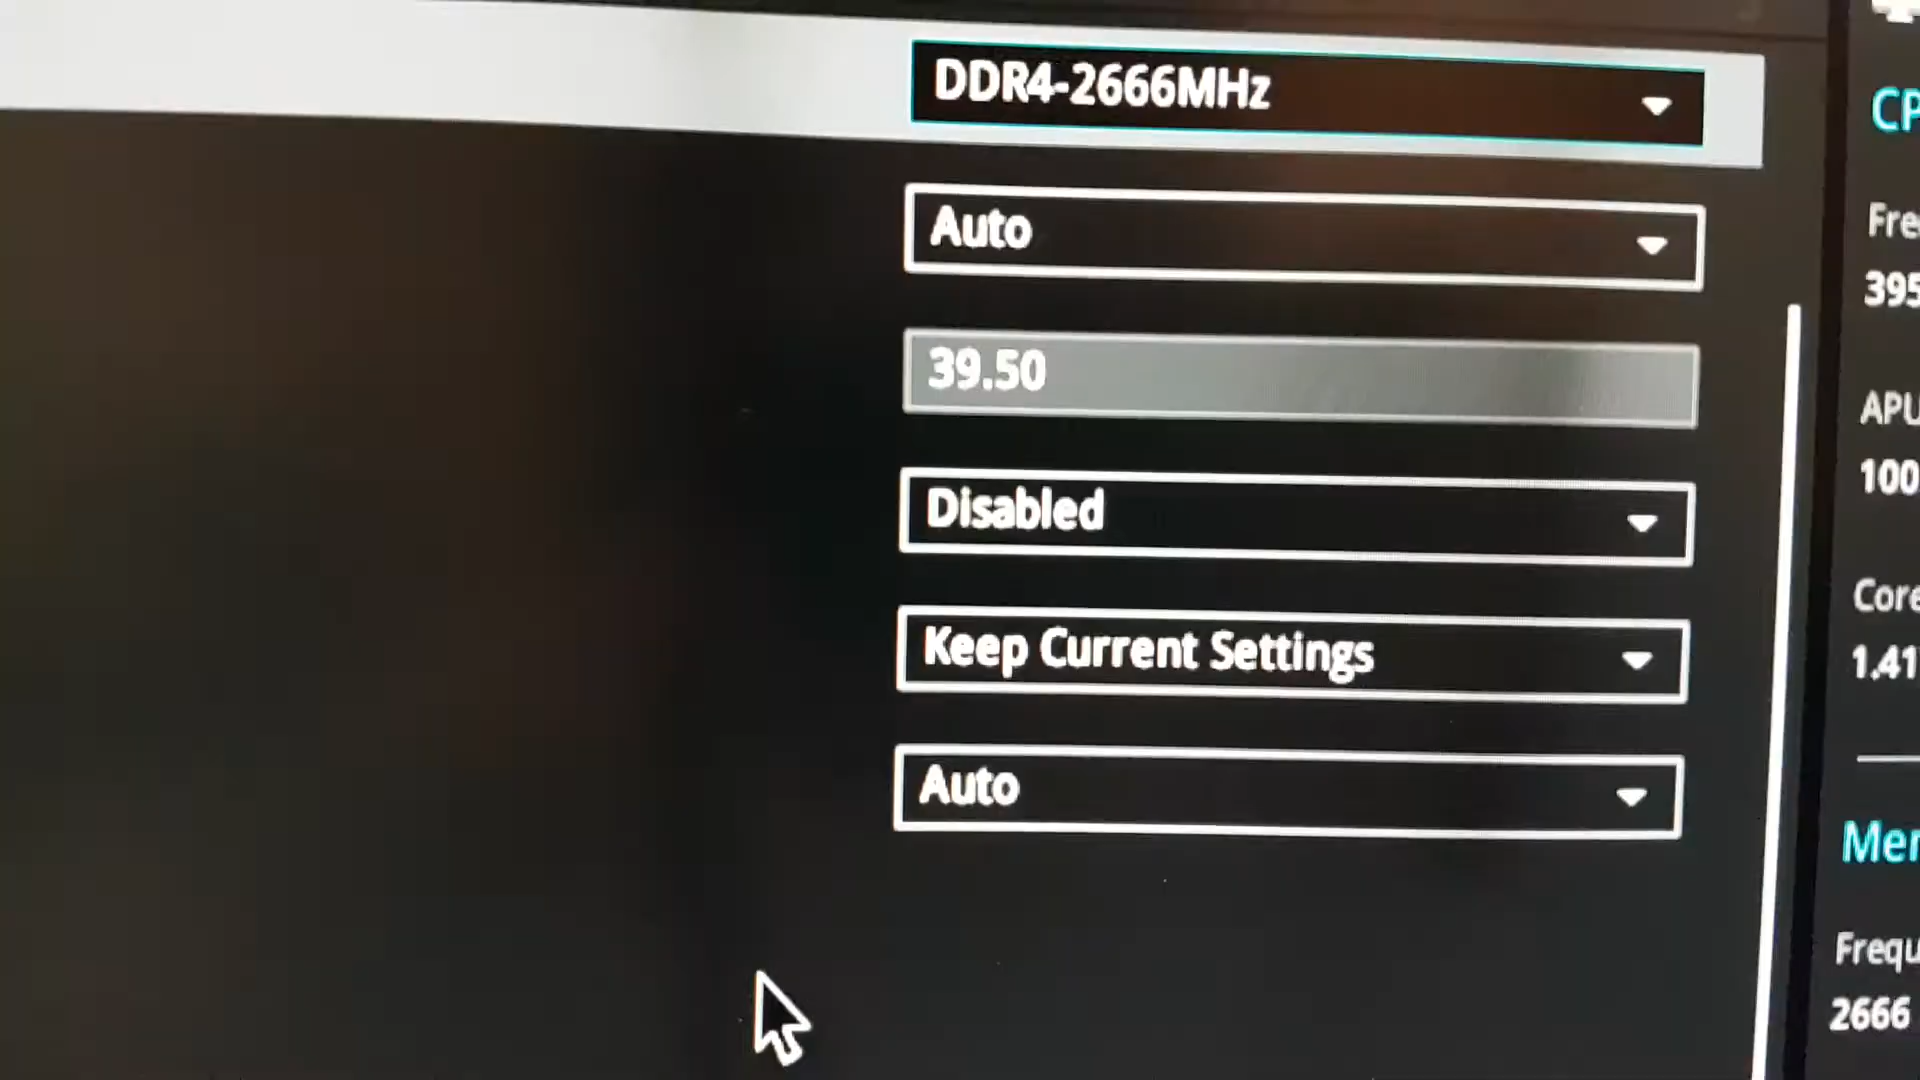 DDR4-2666MHz
Auto
39.50
Disabled
Keep Current Settings
Auto
CP
Fre
395
APU
100
Core
1.41
Mem
Frequ
2666